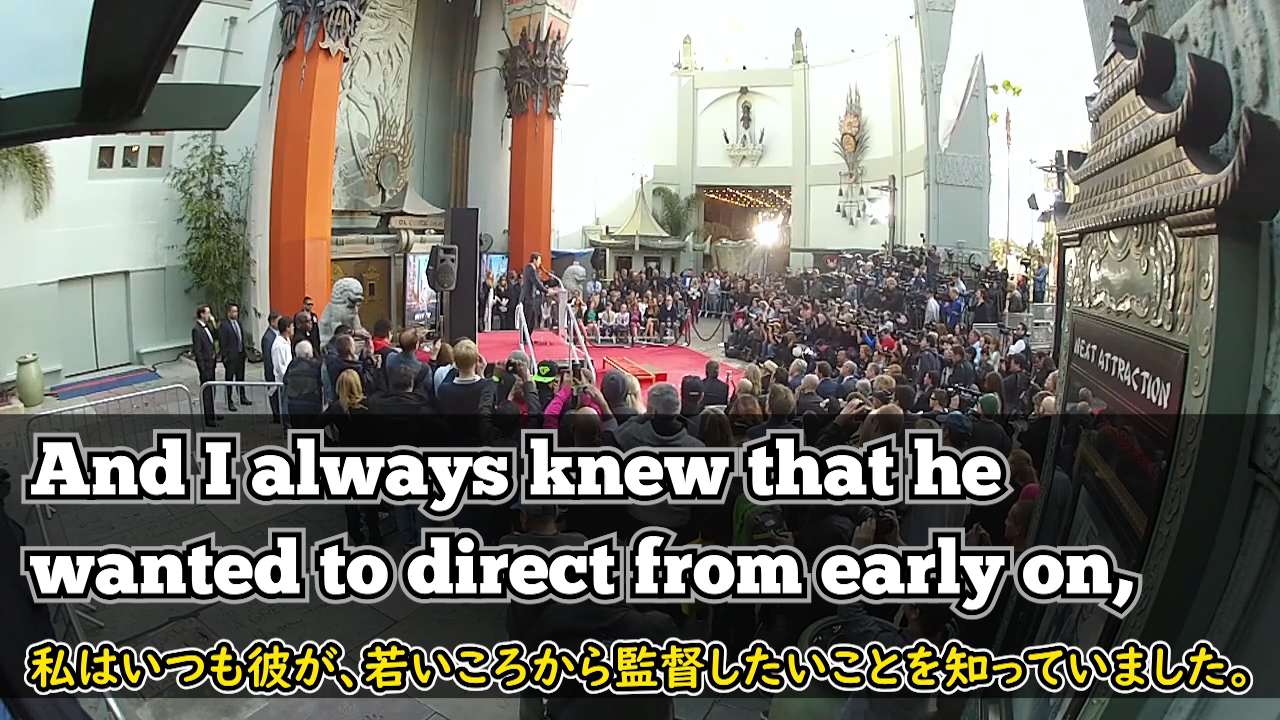 NEXT ATTRACTION
And I always knew that he
wanted to direct from early on,
私はいつも彼が、若いころから監督したいことを知っていました。